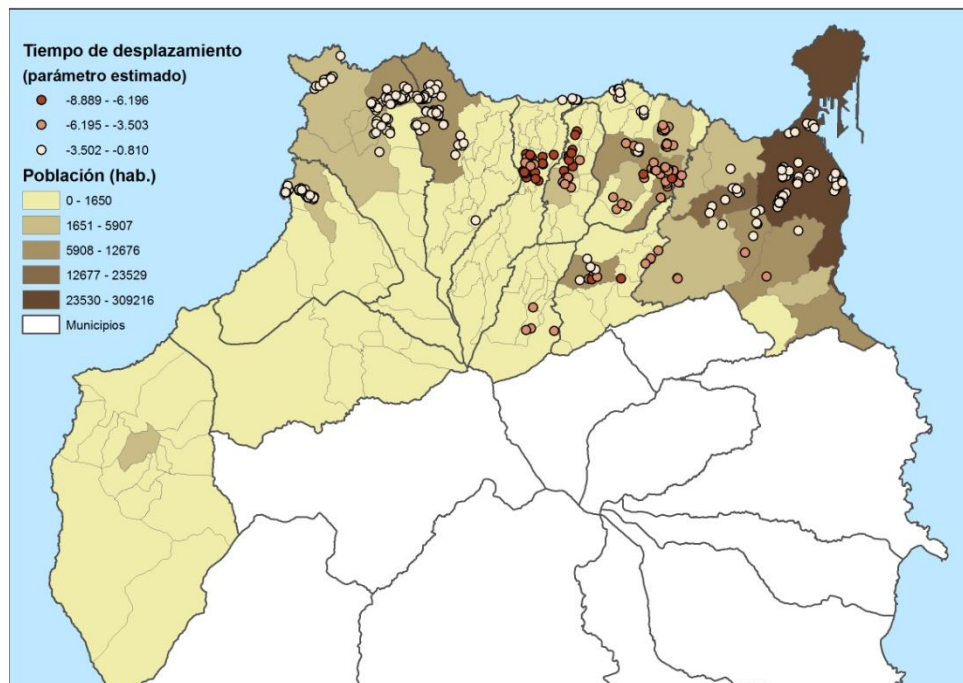 Tiempo de desplazamiento
(parámetro estimado)
-8.889 - -6.196
-6.195 - -3.503
-3.502 - -0.810
Población (hab.)
0 - 1650
1651 - 5907
5908 - 12676
12677 - 23529
23530 - 309216
Municipios